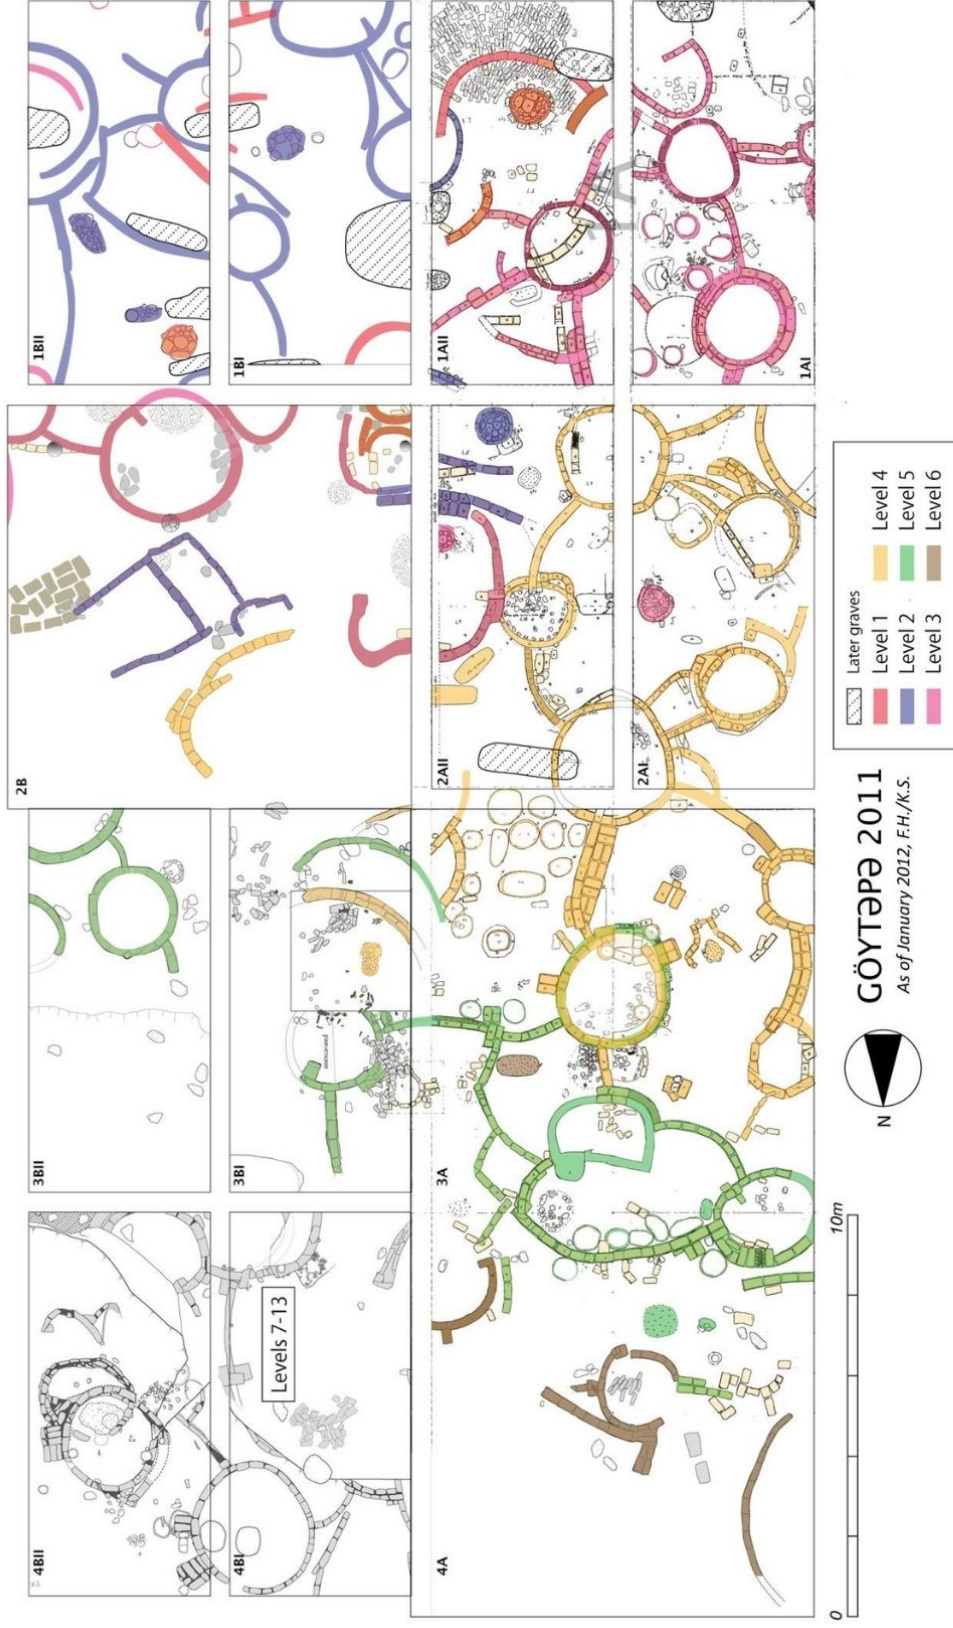 4BII
4BI
Levels 7-13
4A
3BII
3BI
unexcavated
3A
2B
2AII
2AI
1BII
1BI
1AII
1AI
0
10m
N
GÖYTƏPƏ 2011
As of January 2012, F.H./K.S.
Later graves
Level 1
Level 2
Level 3
Level 4
Level 5
Level 6